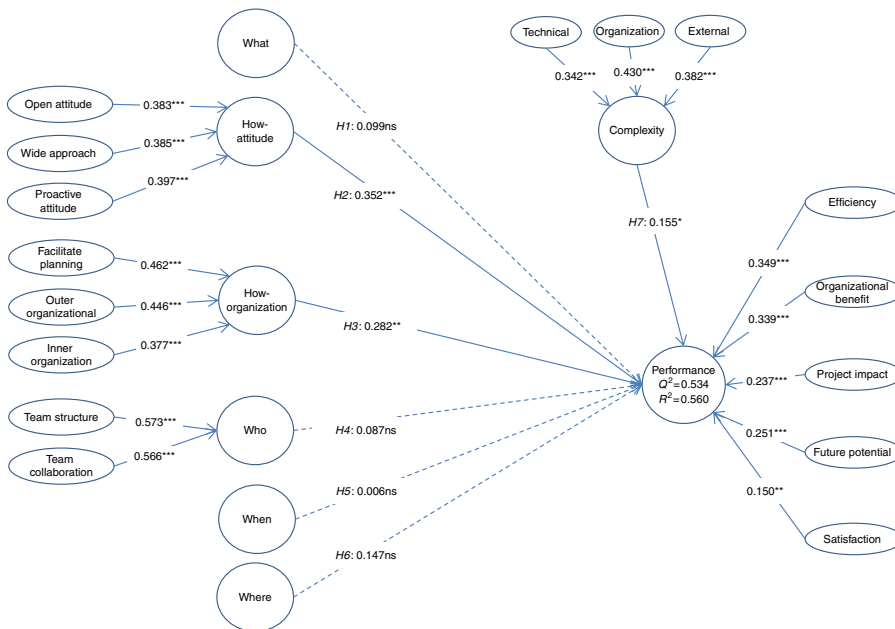 What
Technical
Organization
External
0.342***
0.430***
0.382***
Complexity
Open attitude
0.383***
Wide approach
0.385***
Proactive
attitude
0.397***
How-
attitude
H1: 0.099ns
H2: 0.352***
H7: 0.155*
Facilitate
planning
0.462***
Outer
organizational
0.446***
Inner
organization
0.377***
How-
organization
H3: 0.282**
Team structure
0.573***
Team
collaboration
0.566***
Who
H4: 0.087ns
When
H5: 0.006ns
Where
H6: 0.147ns
Performance
Q²=0.534
R²=0.560
Efficiency
0.349***
Organizational
benefit
0.339***
Project impact
0.237***
Future potential
0.251***
Satisfaction
0.150**